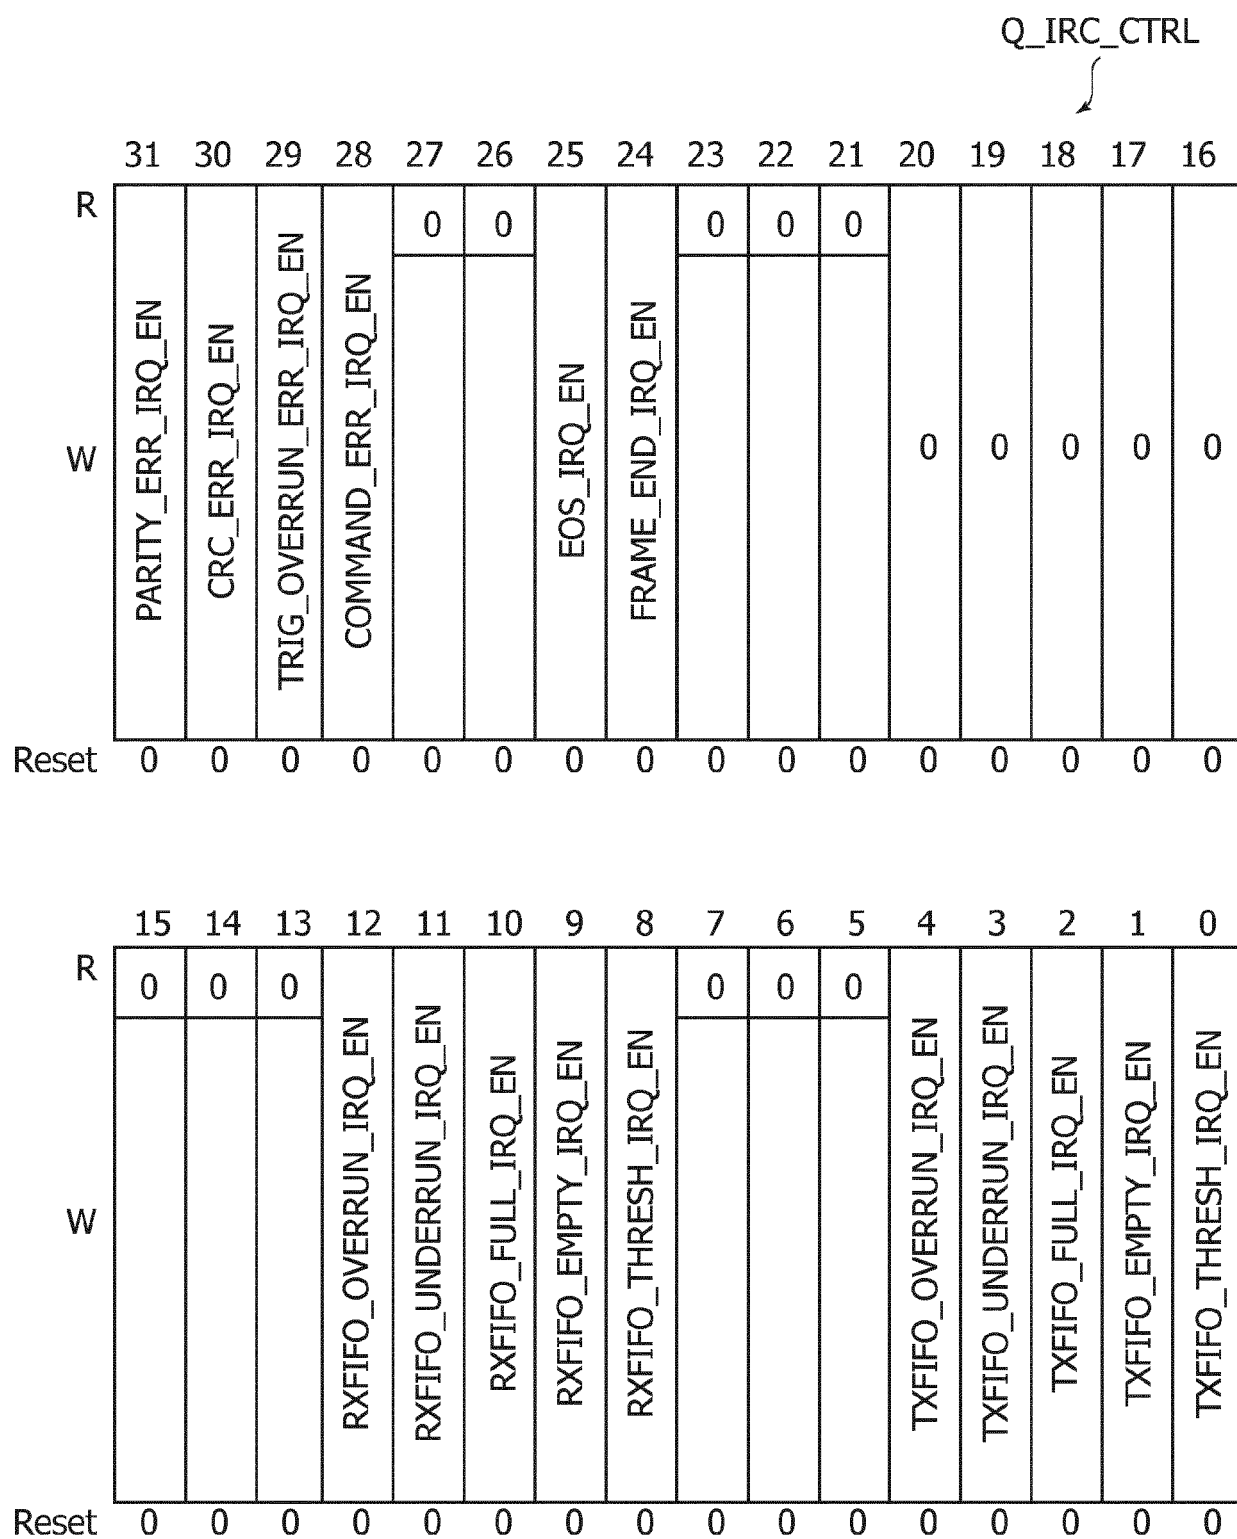 Q_IRC_CTRL
31 30 29 28 27 26 25 24 23 22 21 20 19 18 17 16
R
0 0 0 0 0
W
PARITY_ERR_IRQ_EN
CRC_ERR_IRQ_EN
TRIG_OVERRUN_ERR_IRQ_EN
COMMAND_ERR_IRQ_EN
EOS_IRQ_EN
FRAME_END_IRQ_EN
0 0 0 0 0
Reset 0 0 0 0 0 0 0 0 0 0 0 0 0 0 0 0
15 14 13 12 11 10 9 8 7 6 5 4 3 2 1 0
R
0 0 0 0 0 0
W
RXFIFO_OVERRUN_IRQ_EN
RXFIFO_UNDERRUN_IRQ_EN
RXFIFO_FULL_IRQ_EN
RXFIFO_EMPTY_IRQ_EN
RXFIFO_THRESH_IRQ_EN
TXFIFO_OVERRUN_IRQ_EN
TXFIFO_UNDERRUN_IRQ_EN
TXFIFO_FULL_IRQ_EN
TXFIFO_EMPTY_IRQ_EN
TXFIFO_THRESH_IRQ_EN
Reset 0 0 0 0 0 0 0 0 0 0 0 0 0 0 0 0